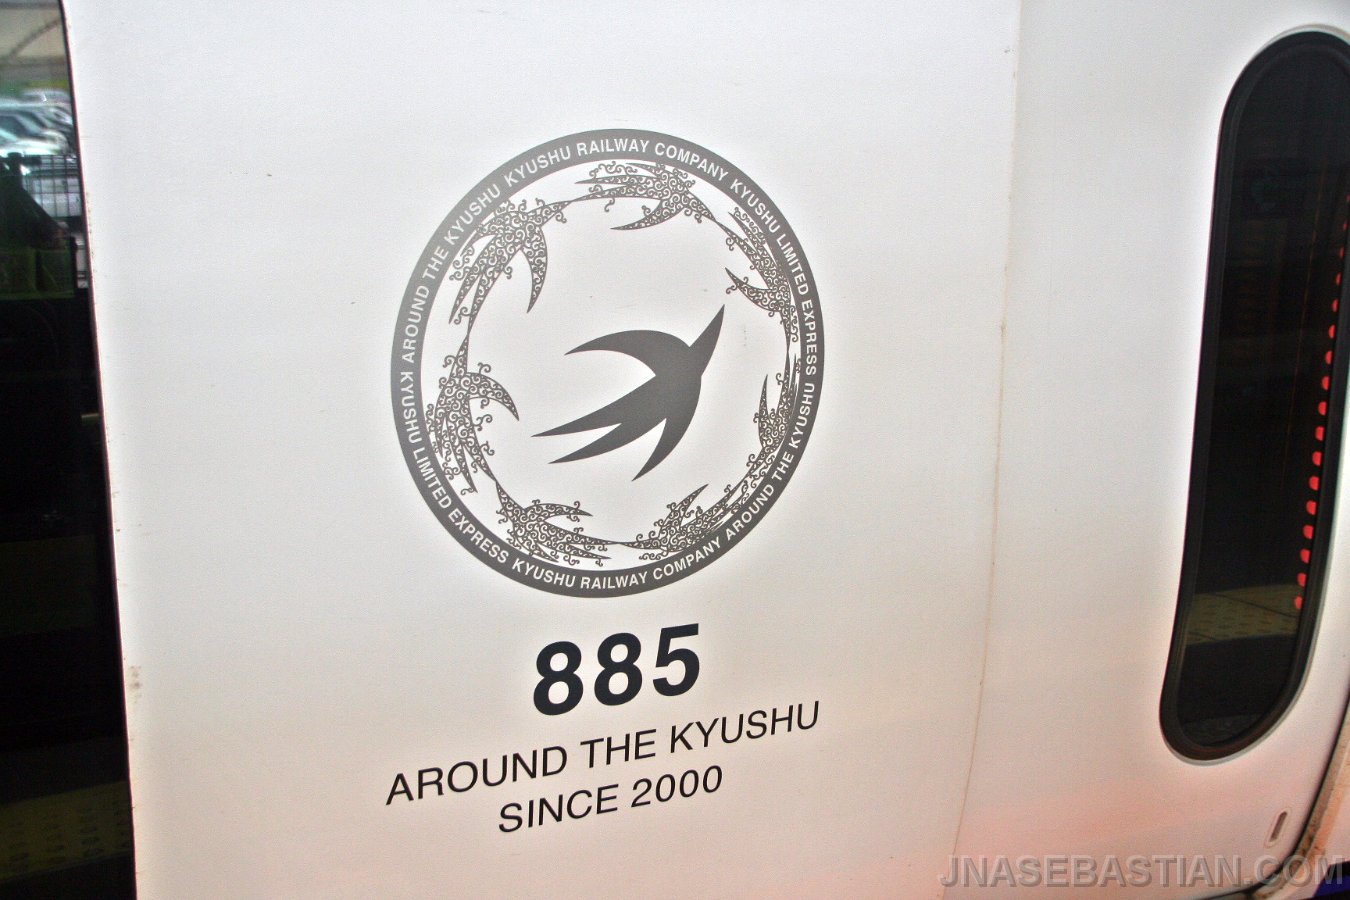 AROUND THE KYUSHU KYUSHU RAILWAY COMPANY KYUSHU LIMITED EXPRESS
AROUND THE KYUSHU KYUSHU RAILWAY COMPANY KYUSHU LIMITED EXPRESS
885
AROUND THE KYUSHU
SINCE 2000
JNASEBASTIAN.COM